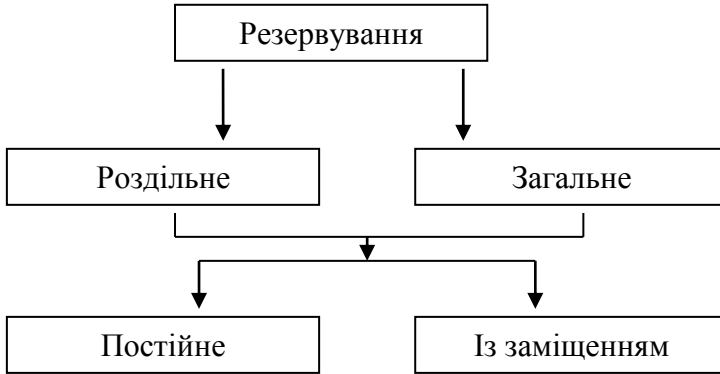 Резервування
Роздільне
Загальне
Постійне
Із заміщенням